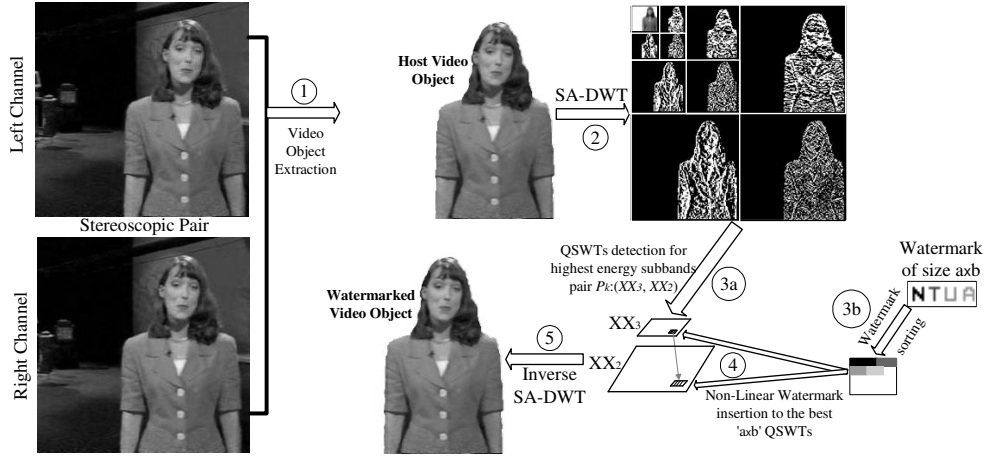 Left Channel
Stereoscopic Pair
Right Channel
1
Video
Object
Extraction
Host Video
Object
SA-DWT
2
QSWTs detection for
highest energy subbands
pair Pk:(XX3, XX2)
3a
Watermark
of size axb
NTUA
3b
Watermark
sorting
XX3
XX2
4
Non-Linear Watermark
insertion to the best
'axb' QSWTs
5
Inverse
SA-DWT
Watermarked
Video Object